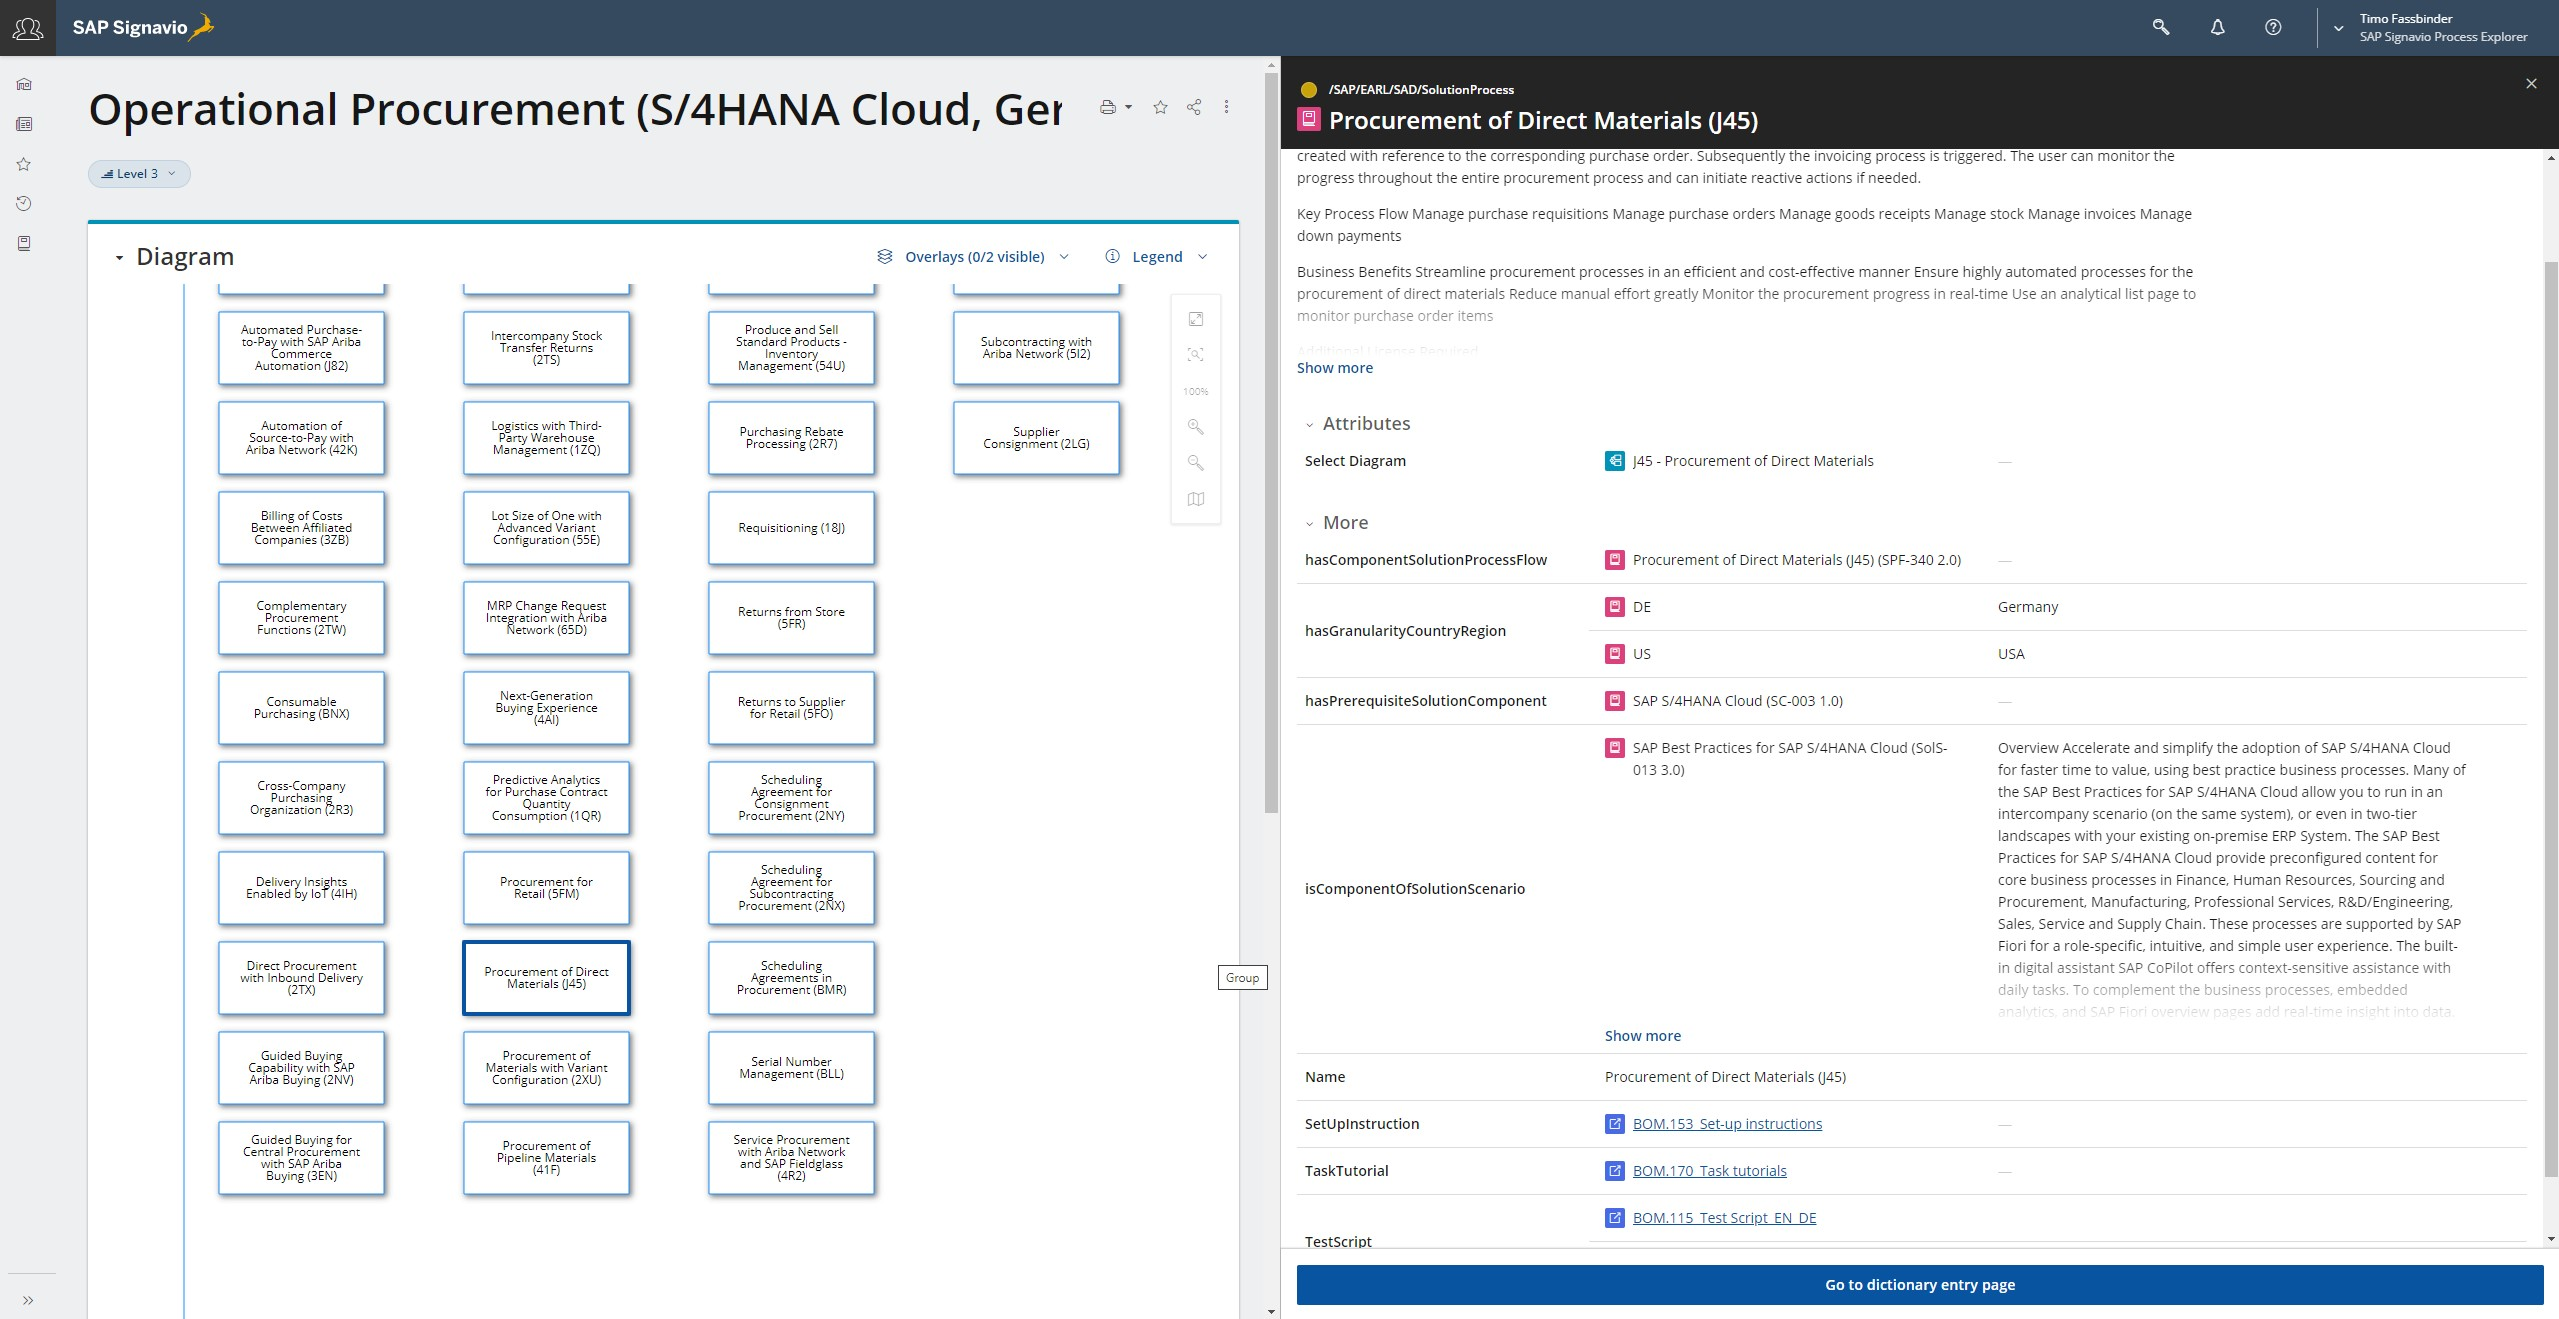 SAP Signavio
Timo Fassbinder
SAP Signavio Process Explorer
Operational Procurement (S/4HANA Cloud, Ger
Level 3
Diagram
Overlays (0/2 visible)
Legend
Automated Purchase-
to-Pay with SAP Ariba
Commerce
Automation (J82)
Intercompany Stock
Transfer Returns
(2TS)
Produce and Sell
Standard Products -
Inventory
Management (54U)
Subcontracting with
Ariba Network (5I2)
100%
Automation of
Source-to-Pay with
Ariba Network (42K)
Logistics with Third-
Party Warehouse
Management (1ZQ)
Purchasing Rebate
Processing (2R7)
Supplier
Consignment (2LG)
Billing of Costs
Between Affiliated
Companies (3ZB)
Lot Size of One with
Advanced Variant
Configuration (55E)
Requisitioning (18J)
Complementary
Procurement
Functions (2TW)
MRP Change Request
Integration with Ariba
Network (65D)
Returns from Store
(5FR)
Consumable
Purchasing (BNX)
Next-Generation
Buying Experience
(4AI)
Returns to Supplier
for Retail (5FO)
Cross-Company
Purchasing
Organization (2R3)
Predictive Analytics
for Purchase Contract
Quantity
Consumption (1QR)
Scheduling
Agreement for
Consignment
Procurement (2NY)
Delivery Insights
Enabled by IoT (4IH)
Procurement for
Retail (5FM)
Scheduling
Agreement for
Subcontracting
Procurement (2NX)
Direct Procurement
with Inbound Delivery
(2TX)
Procurement of Direct
Materials (J45)
Scheduling
Agreements in
Procurement (BMR)
Group
Guided Buying
Capability with SAP
Ariba Buying (2NV)
Procurement of
Materials with Variant
Configuration (2XU)
Serial Number
Management (BLL)
Guided Buying for
Central Procurement
with SAP Ariba
Buying (3EN)
Procurement of
Pipeline Materials
(41F)
Service Procurement
with Ariba Network
and SAP Fieldglass
(4R2)
/SAP/EARL/SAD/SolutionProcess
Procurement of Direct Materials (J45)
created with reference to the corresponding purchase order. Subsequently the invoicing process is triggered. The user can monitor the
progress throughout the entire procurement process and can initiate reactive actions if needed.
Key Process Flow Manage purchase requisitions Manage purchase orders Manage goods receipts Manage stock Manage invoices Manage
down payments
Business Benefits Streamline procurement processes in an efficient and cost-effective manner Ensure highly automated processes for the
procurement of direct materials Reduce manual effort greatly Monitor the procurement progress in real-time Use an analytical list page to
monitor purchase order items
Additional License Required
Show more
Attributes
Select Diagram
J45 - Procurement of Direct Materials
—
More
hasComponentSolutionProcessFlow
Procurement of Direct Materials (J45) (SPF-340 2.0)
—
hasGranularityCountryRegion
DE
Germany
US
USA
hasPrerequisiteSolutionComponent
SAP S/4HANA Cloud (SC-003 1.0)
—
isComponentOfSolutionScenario
SAP Best Practices for SAP S/4HANA Cloud (SolS-
013 3.0)
Overview Accelerate and simplify the adoption of SAP S/4HANA Cloud
for faster time to value, using best practice business processes. Many of
the SAP Best Practices for SAP S/4HANA Cloud allow you to run in an
intercompany scenario (on the same system), or even in two-tier
landscapes with your existing on-premise ERP System. The SAP Best
Practices for SAP S/4HANA Cloud provide preconfigured content for
core business processes in Finance, Human Resources, Sourcing and
Procurement, Manufacturing, Professional Services, R&D/Engineering,
Sales, Service and Supply Chain. These processes are supported by SAP
Fiori for a role-specific, intuitive, and simple user experience. The built-
in digital assistant SAP CoPilot offers context-sensitive assistance with
daily tasks. To complement the business processes, embedded
analytics, and SAP Fiori overview pages add real-time insight into data.
Show more
Name
Procurement of Direct Materials (J45)
SetUpInstruction
BOM.153_Set-up instructions
—
TaskTutorial
BOM.170_Task tutorials
—
TestScript
BOM.115_Test Script_EN_DE
Go to dictionary entry page